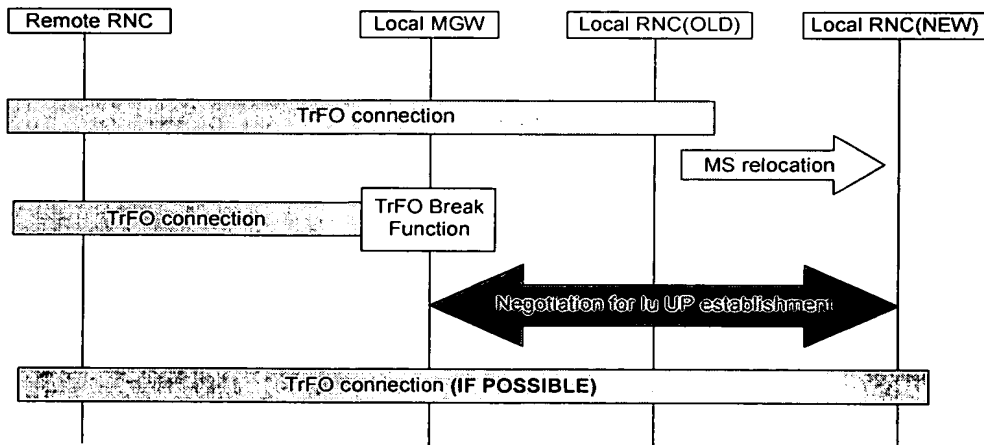 Remote RNC
Local MGW
Local RNC(OLD)
Local RNC(NEW)
TrFO connection
MS relocation
TrFO connection
TrFO Break
Function
Negotiation for Iu UP establishment
TrFO connection (IF POSSIBLE)